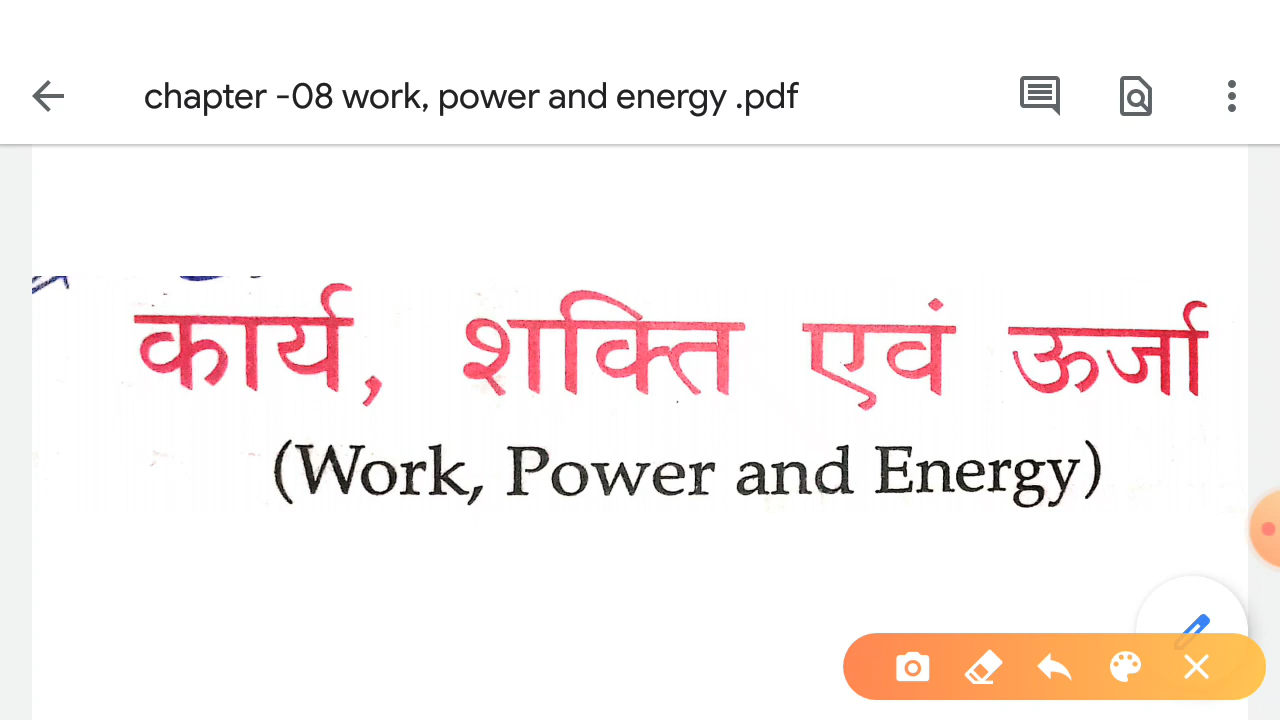 chapter -08 work, power and energy .pdf
कार्य, शक्ति एवं ऊर्जा
(Work, Power and Energy)